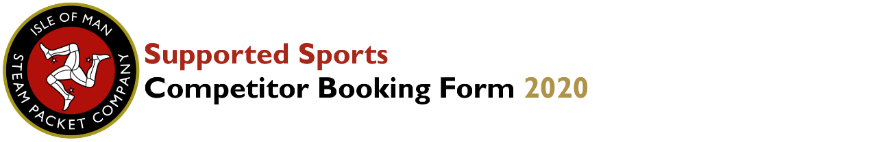 ISLE OF MAN
STEAM PACKET COMPANY
Supported Sports
Competitor Booking Form 2020